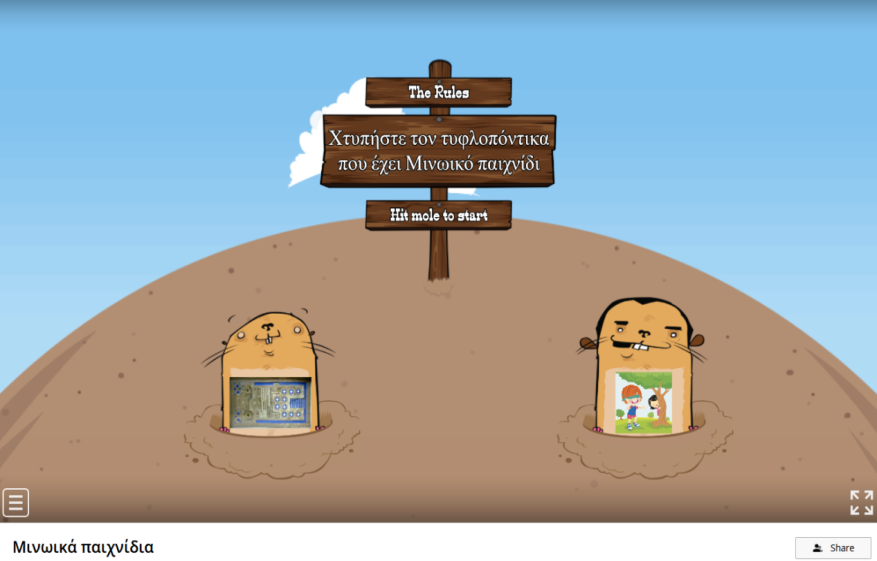 The Rules
Χτυπήστε τον τυφλοπόντικα
που έχει Μινωικό παιχνίδι
Hit mole to start
Μινωικά παιχνίδια
Share